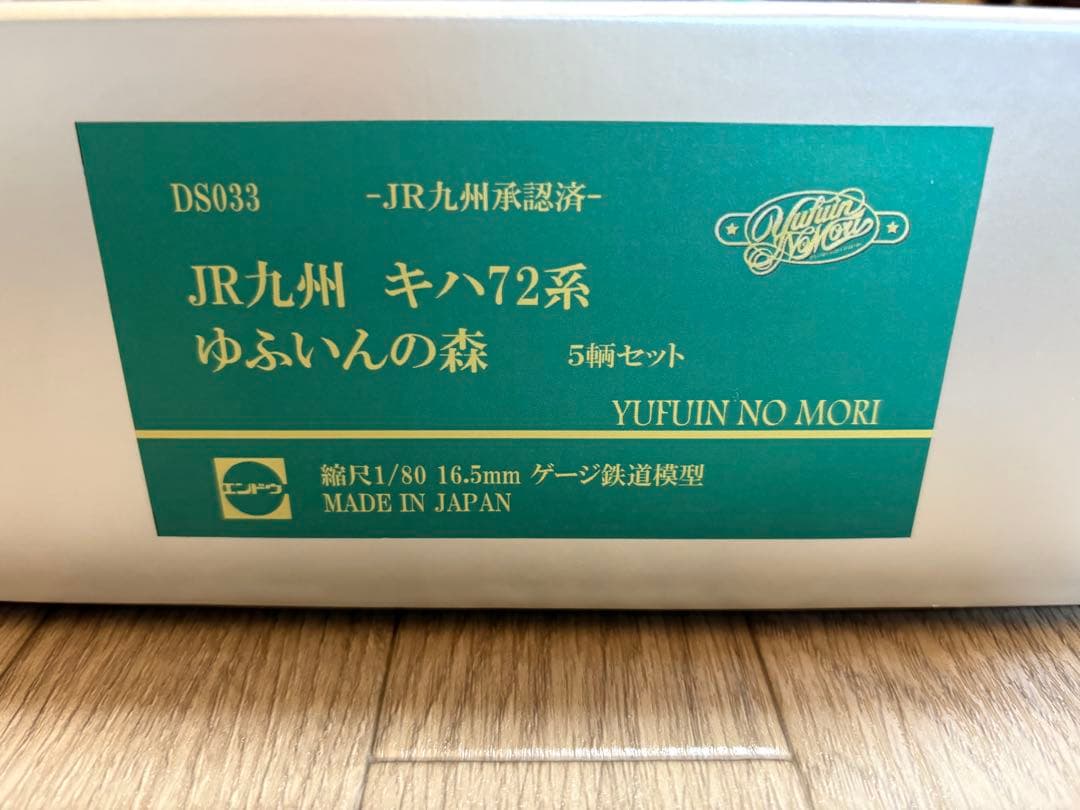 DS033 -JR九州承認済-
Yufuin No Mori
JR九州 キハ72系
ゆふいんの森 5輌セット
YUFUIN NO MORI
エンドウ
縮尺1/80 16.5mm ゲージ鉄道模型
MADE IN JAPAN